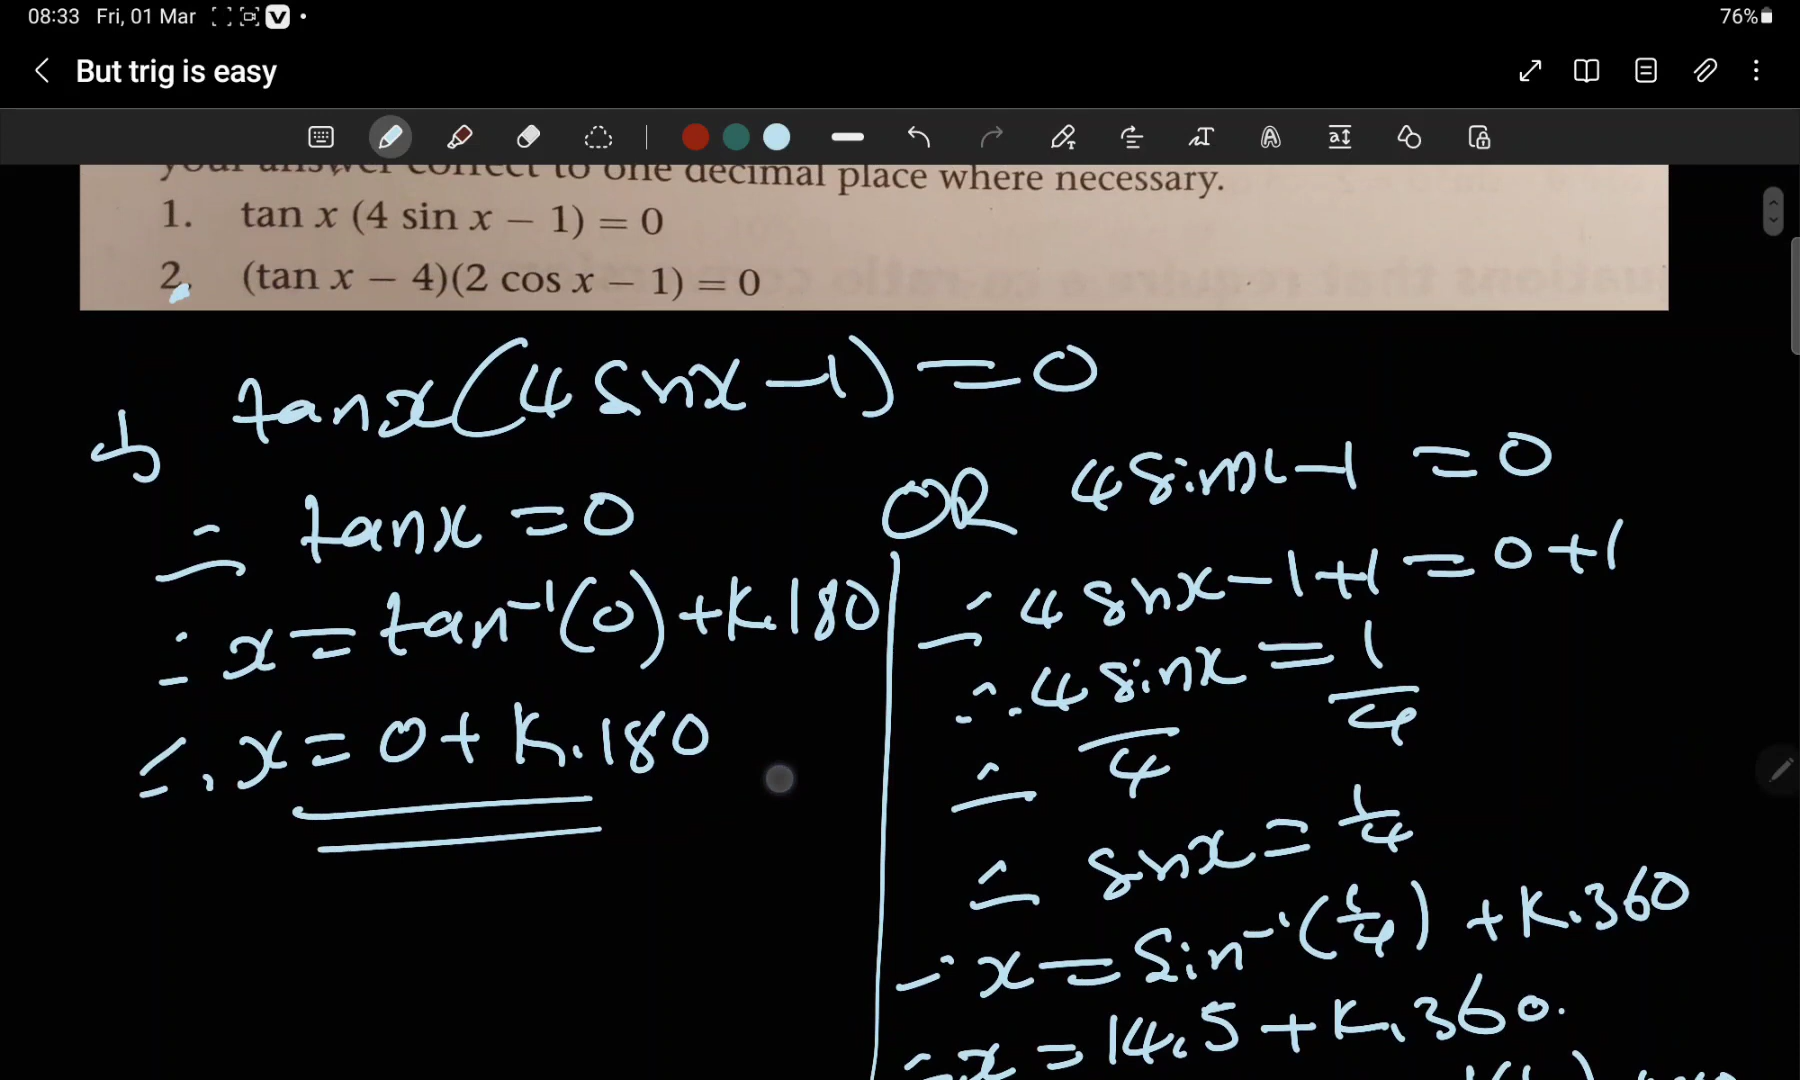 08:33 Fri, 01 Mar
76%
But trig is easy
your answer correct to one decimal place where necessary.
1. tan x (4 sin x − 1) = 0
2. (tan x − 4)(2 cos x − 1) = 0
tanx(4 sinx − 1) = 0
∴ tanx = 0
OR 4 sinx − 1 = 0
∴ x = tan⁻¹(0) + k.180
∴ x = 0 + k.180
∴ 4 sinx − 1 + 1 = 0 + 1
∴ 4 sinx/4 = 1/4
∴ sinx = 1/4
∴ x = Sin⁻¹(1/4) + k.360
∴ x = 14.5 + k.360.